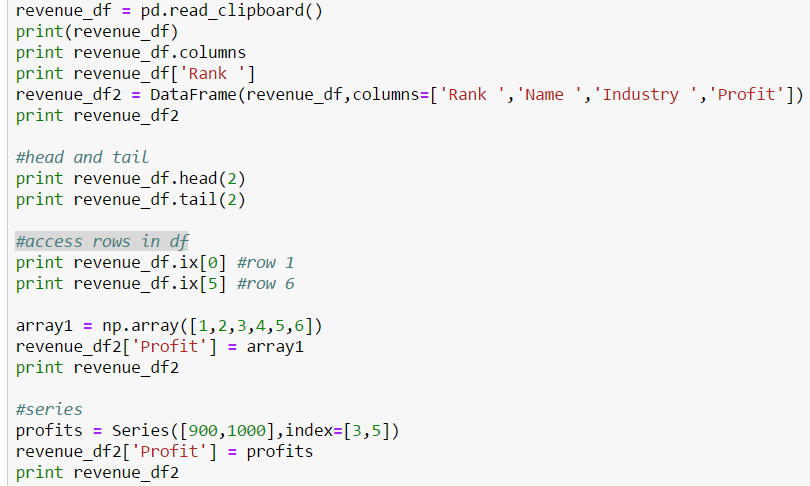 revenue_df = pd.read_clipboard()
print(revenue_df)
print revenue_df.columns
print revenue_df['Rank ']
revenue_df2 = DataFrame(revenue_df,columns=['Rank ','Name ','Industry ','Profit'])
print revenue_df2
#head and tail
print revenue_df.head(2)
print revenue_df.tail(2)
#access rows in df
print revenue_df.ix[0] #row 1
print revenue_df.ix[5] #row 6
array1 = np.array([1,2,3,4,5,6])
revenue_df2['Profit'] = array1
print revenue_df2
#series
profits = Series([900,1000],index=[3,5])
revenue_df2['Profit'] = profits
print revenue_df2